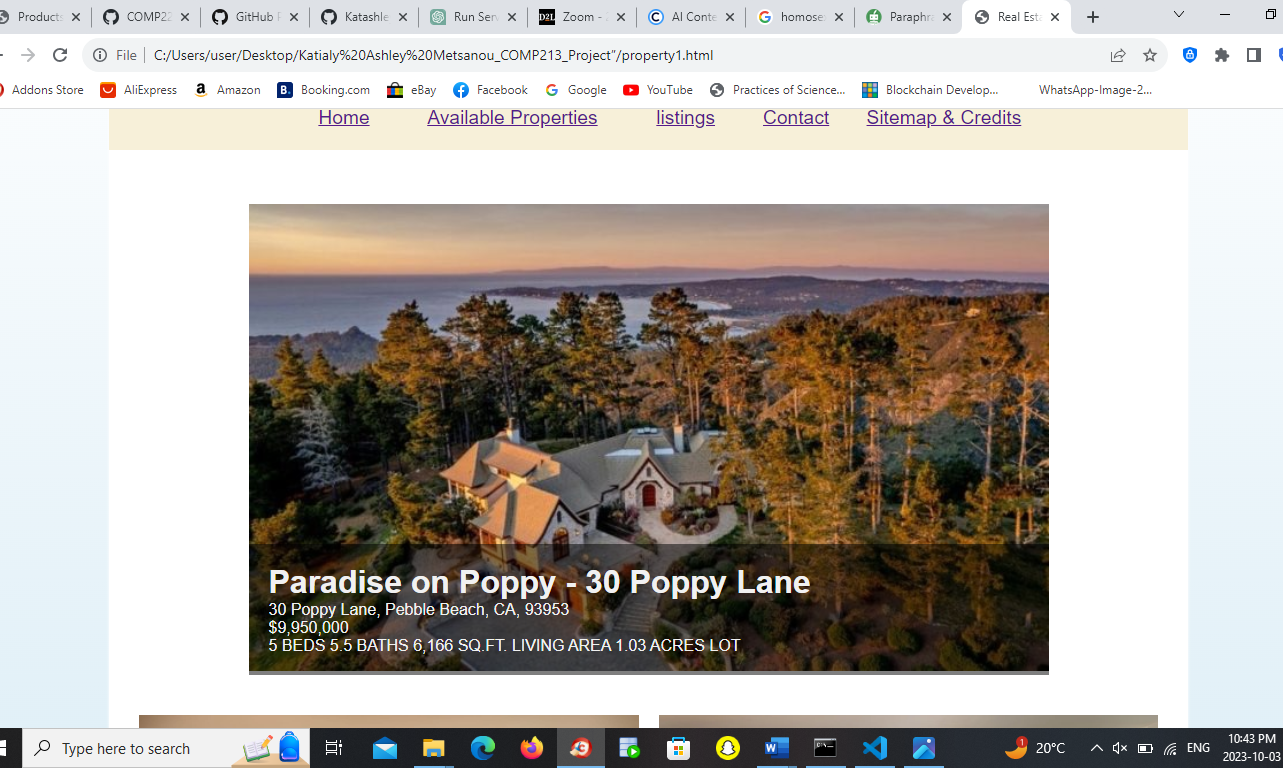 Products
COMP22
GitHub
Katashle
Run Ser
D2L Zoom -
AI Conte
homose
Paraphr
Real Esta
File C:/Users/user/Desktop/Katialy%20Ashley%20Metsanou_COMP213_Project"/property1.html
Addons Store AliExpress Amazon Booking.com eBay Facebook Google YouTube Practices of Science... Blockchain Develop... WhatsApp-Image-2...
Home Available Properties listings Contact Sitemap & Credits
Paradise on Poppy - 30 Poppy Lane
30 Poppy Lane, Pebble Beach, CA, 93953
$9,950,000
5 BEDS 5.5 BATHS 6,166 SQ.FT. LIVING AREA 1.03 ACRES LOT
Type here to search
1
20°C
ENG
10:43 PM
2023-10-03